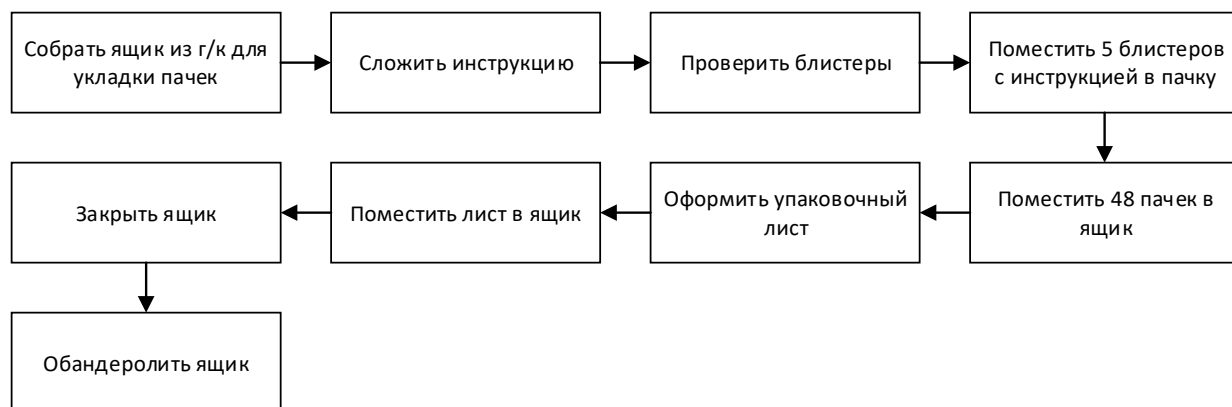 Собрать ящик из г/к для
укладки пачек
Сложить инструкцию
Проверить блистеры
Поместить 5 блистеров
с инструкцией в пачку
Поместить 48 пачек в
ящик
Оформить упаковочный
лист
Поместить лист в ящик
Закрыть ящик
Обандеролить ящик